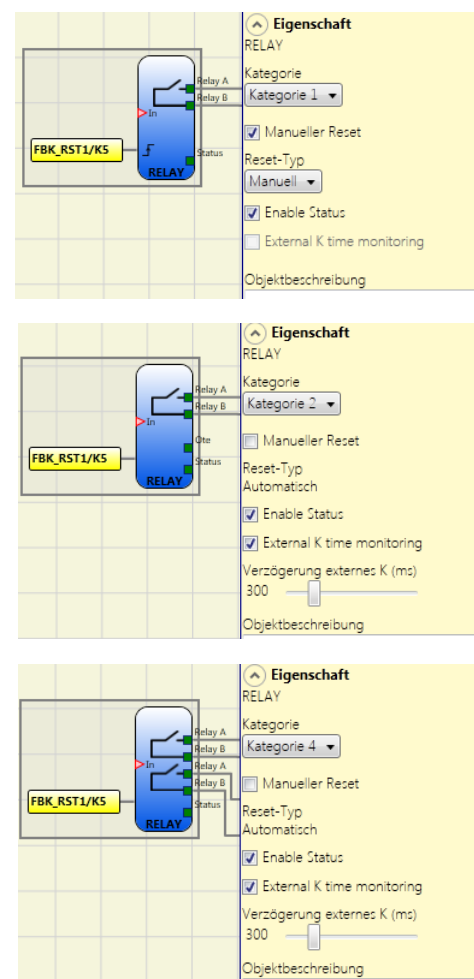 Eigenschaft
RELAY
Kategorie
Kategorie 1
Manueller Reset
Reset-Typ
Manuell
Enable Status
External K time monitoring
Objektbeschreibung
Relay A
Relay B
In
Status
FBK_RST1/K5
RELAY
Eigenschaft
RELAY
Kategorie
Kategorie 2
Manueller Reset
Reset-Typ
Automatisch
Enable Status
External K time monitoring
Verzögerung externes K (ms)
300
Objektbeschreibung
Relay A
Relay B
In
Ote
Status
FBK_RST1/K5
RELAY
Eigenschaft
RELAY
Kategorie
Kategorie 4
Manueller Reset
Reset-Typ
Automatisch
Enable Status
External K time monitoring
Verzögerung externes K (ms)
300
Objektbeschreibung
Relay A
Relay B
In
Relay A
Relay B
Status
FBK_RST1/K5
RELAY